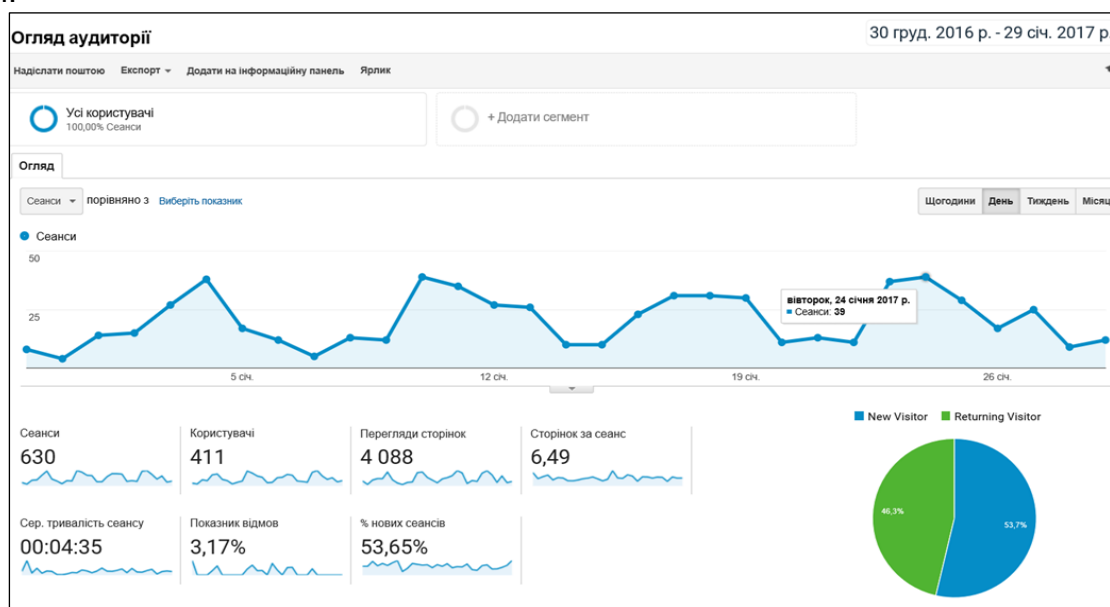 Огляд аудиторії
30 груд. 2016 р. - 29 січ. 2017 р.
Надіслати поштою Експорт Додати на інформаційну панель Ярлик
Усі користувачі
100,00% Сеанси
+ Додати сегмент
Огляд
Сеанси порівняно з Виберіть показник
Щогодини День Тиждень Місяц
Сеанси
50
25
вівторок, 24 січня 2017 р.
Сеанси: 39
5 січ. 12 січ. 19 січ. 26 січ.
New Visitor Returning Visitor
Сеанси Користувачі Перегляди сторінок Сторінок за сеанс
630 411 4 088 6,49
46,3% 53,7%
Сер. тривалість сеансу Показник відмов % нових сеансів
00:04:35 3,17% 53,65%